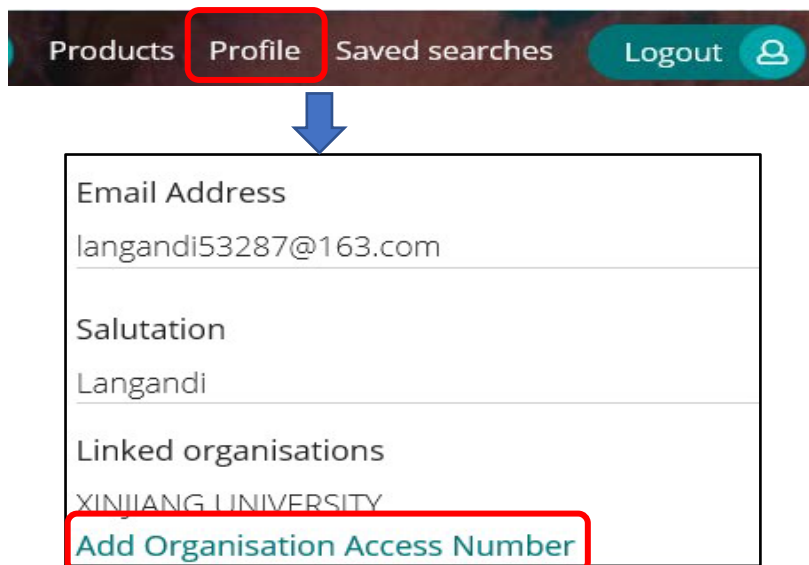 Products Profile Saved searches Logout
Email Address
langandi53287@163.com
Salutation
Langandi
Linked organisations
XINJIANG UNIVERSITY
Add Organisation Access Number